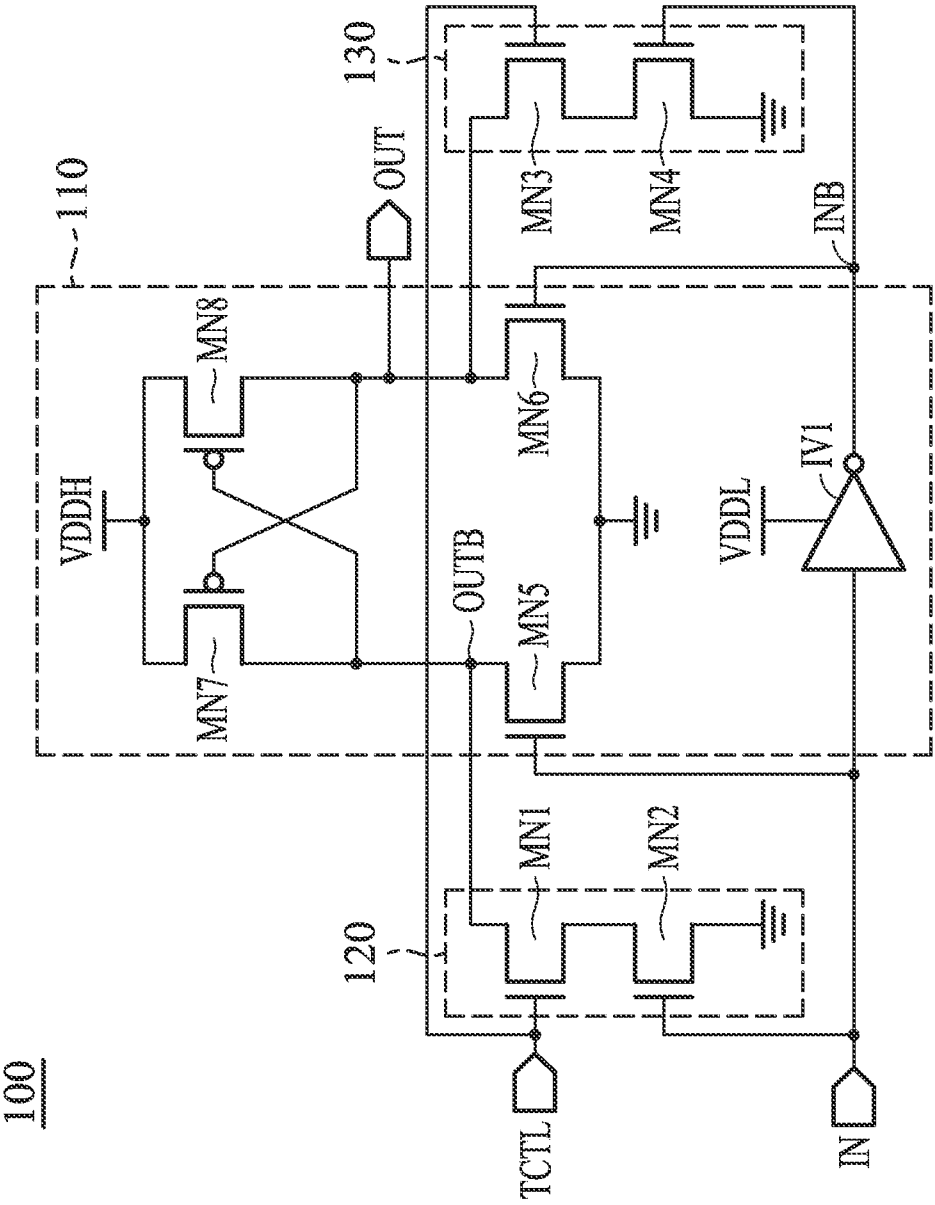 100
110
VDDH
MN7
MN8
OUT
120
130
OUTB
TCTL
MN1
MN5
MN6
MN3
MN2
MN4
VDDL
IV1
INB
IN